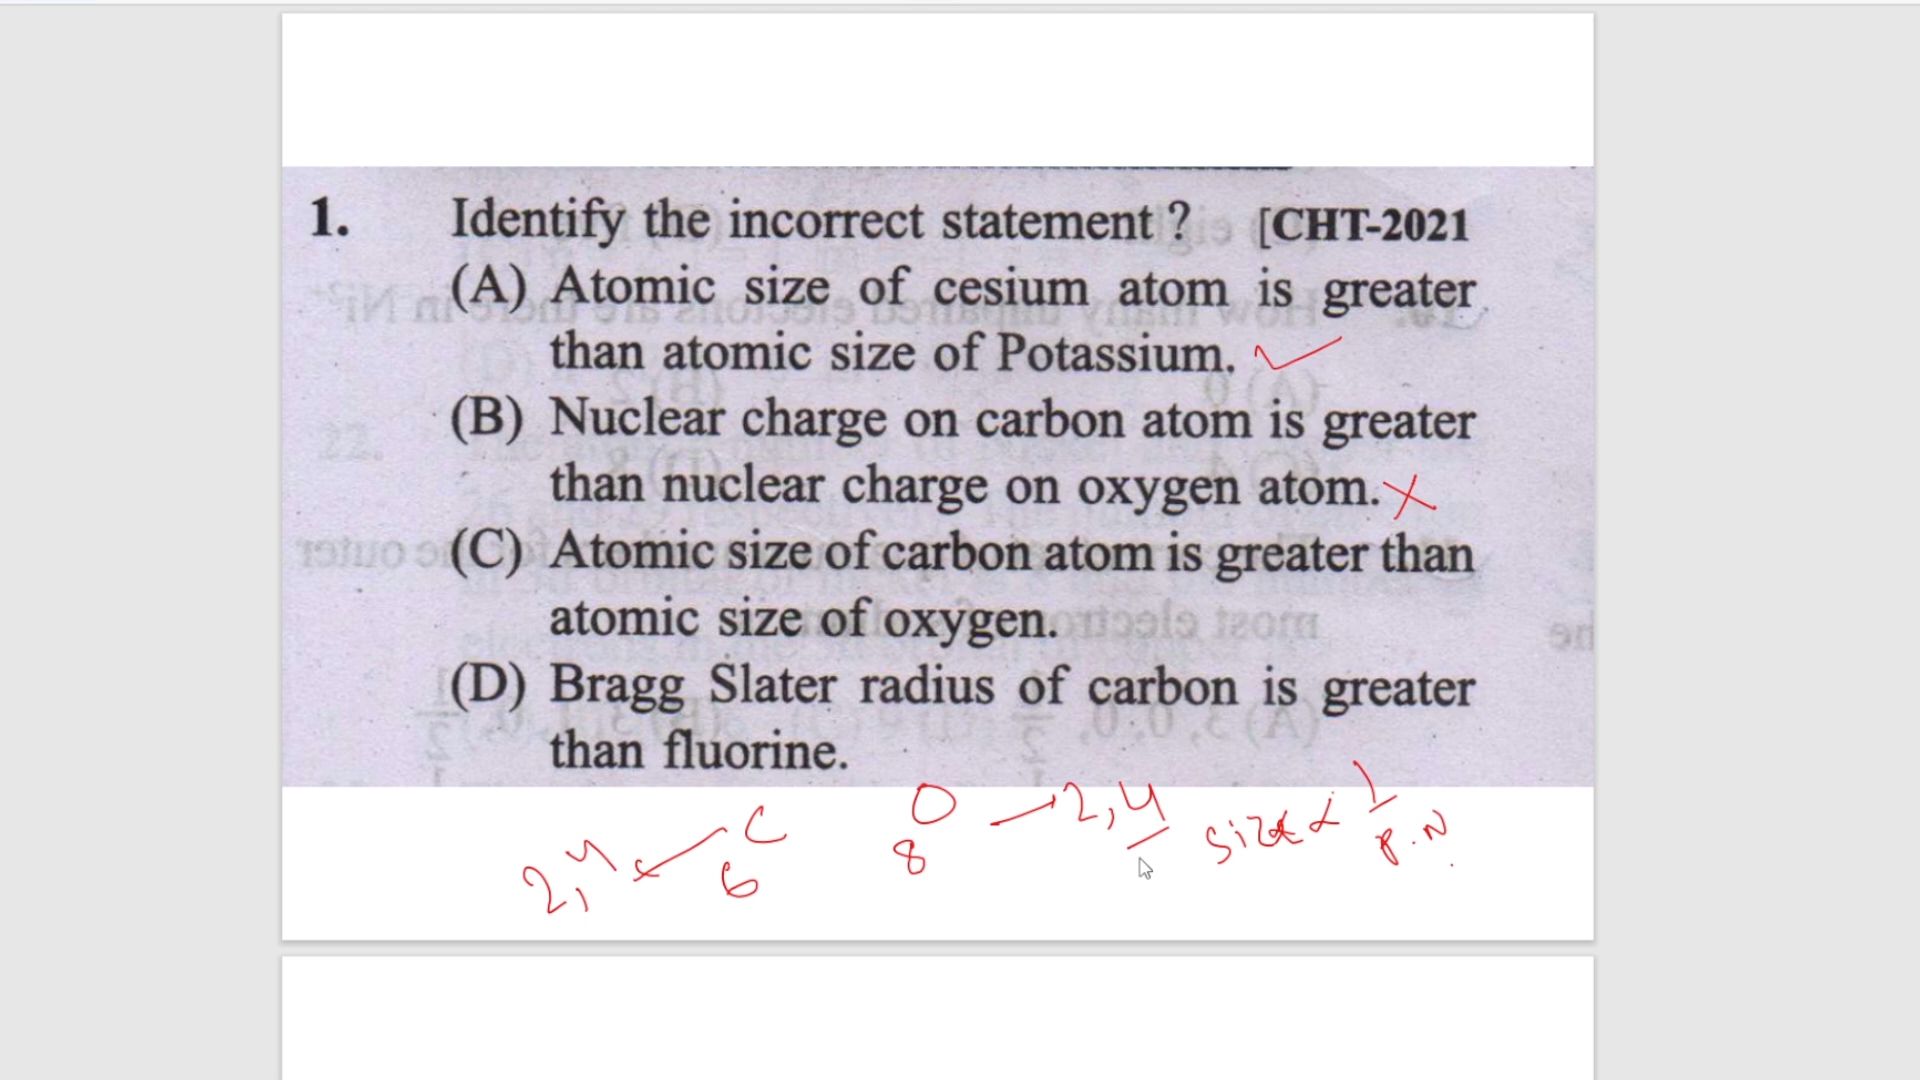 1. Identify the incorrect statement ? [CHT-2021
(A) Atomic size of cesium atom is greater
than atomic size of Potassium.
(B) Nuclear charge on carbon atom is greater
than nuclear charge on oxygen atom.
(C) Atomic size of carbon atom is greater than
atomic size of oxygen.
(D) Bragg Slater radius of carbon is greater
than fluorine.
2,4 C 6
O 8 2,4
size ∝ 1
P.N.